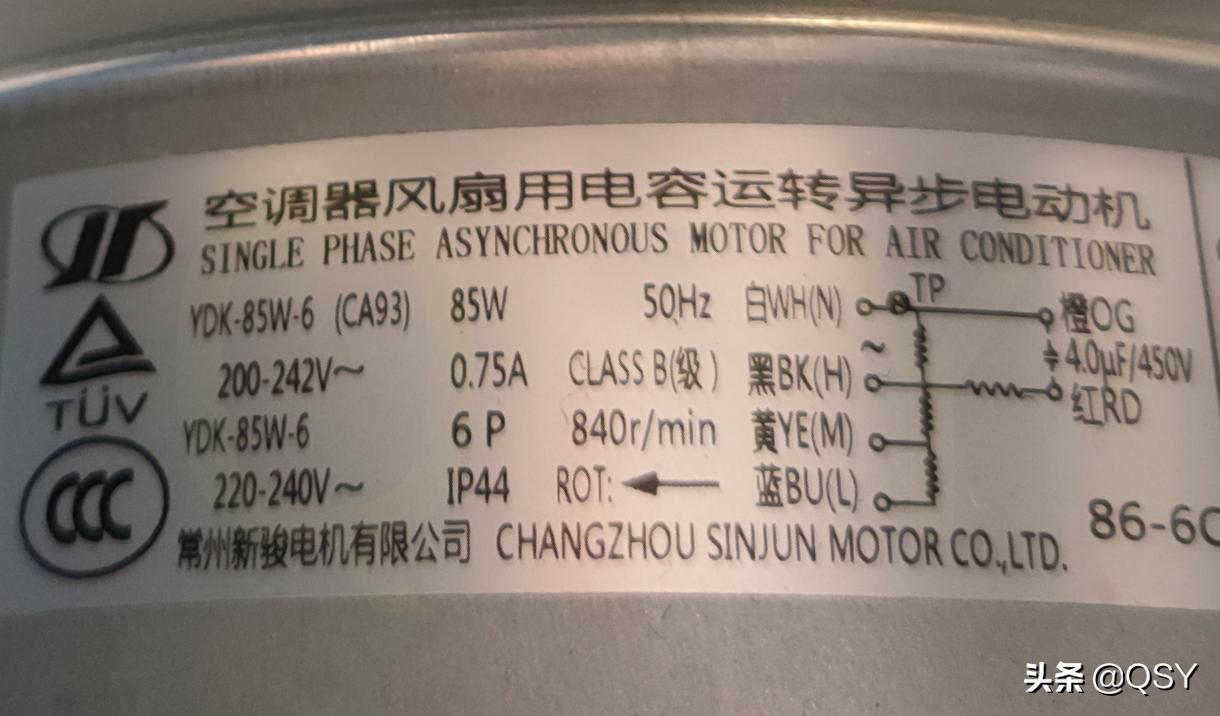 空调器风扇用电容运转异步电动机
SINGLE PHASE ASYNCHRONOUS MOTOR FOR AIR CONDITIONER
YDK-85W-6 (CA93) 85W 50Hz 白WH(N) TP 橙OG
200-242V~ 0.75A CLASS B(级) ~ 黑BK(H) 4.0μF/450V
红RD
YDK-85W-6 6 P 840r/min 黄YE(M)
220-240V~ IP44 ROT: 蓝BU(L)
86-6
常州新骏电机有限公司 CHANGZHOU SINJUN MOTOR CO.,LTD.
TÜV
CCC
头条 @QSY